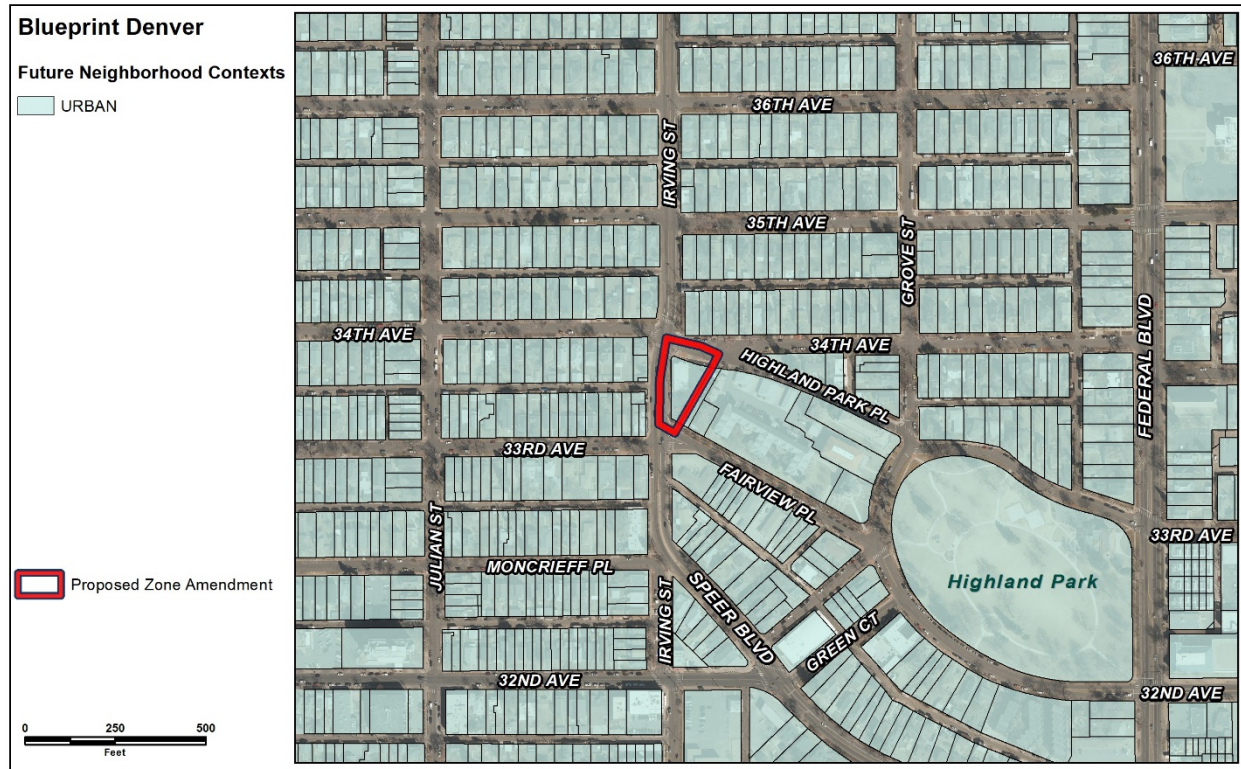 Blueprint Denver
Future Neighborhood Contexts
URBAN
Proposed Zone Amendment
0 250 500
Feet
36TH AVE
36TH AVE
IRVING ST
35TH AVE
GROVE ST
FEDERAL BLVD
34TH AVE
34TH AVE
HIGHLAND PARK PL
33RD AVE
FAIRVIEW PL
JULIAN ST
33RD AVE
MONCRIEFF PL
Highland Park
IRVING ST
SPEER BLVD
GREEN CT
32ND AVE
32ND AVE